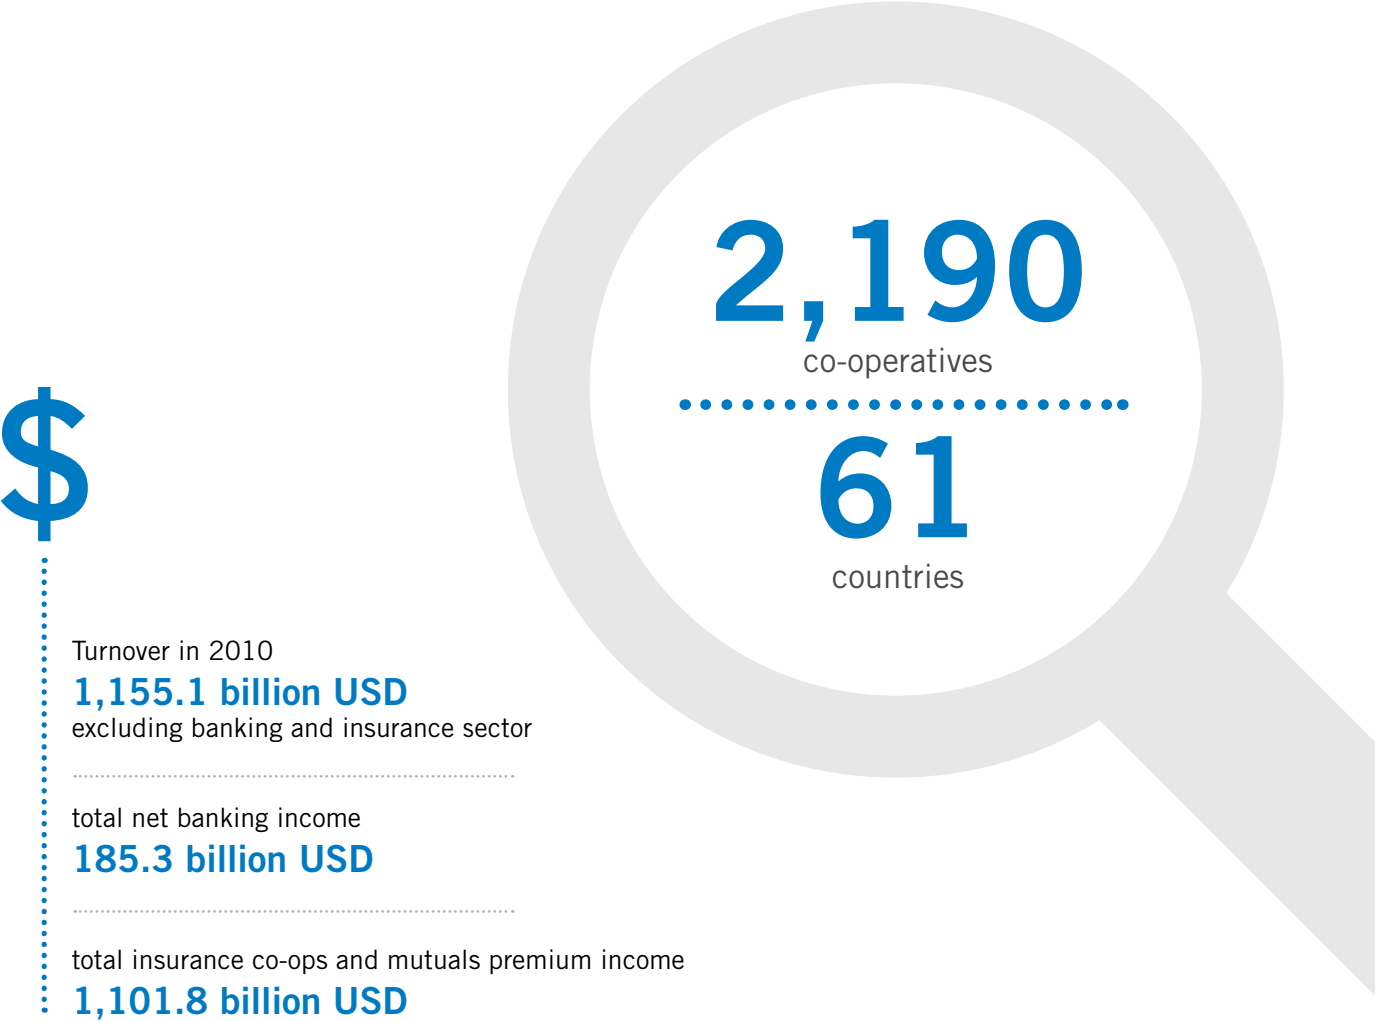 2,190
co-operatives
61
countries
$
Turnover in 2010
1,155.1 billion USD
excluding banking and insurance sector
total net banking income
185.3 billion USD
total insurance co-ops and mutuals premium income
1,101.8 billion USD